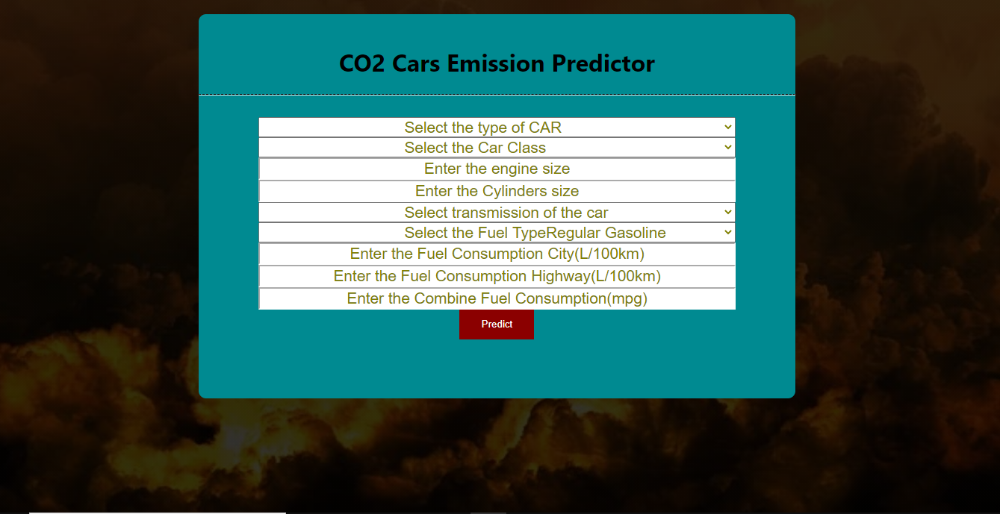 CO2 Cars Emission Predictor
Select the type of CAR
Select the Car Class
Enter the engine size
Enter the Cylinders size
Select transmission of the car
Select the Fuel TypeRegular Gasoline
Enter the Fuel Consumption City(L/100km)
Enter the Fuel Consumption Highway(L/100km)
Enter the Combine Fuel Consumption(mpg)
Predict